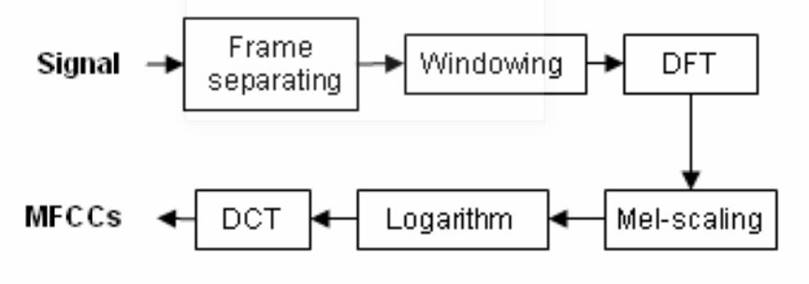 Signal
Frame
separating
Windowing
DFT
Mel-scaling
Logarithm
DCT
MFCCs